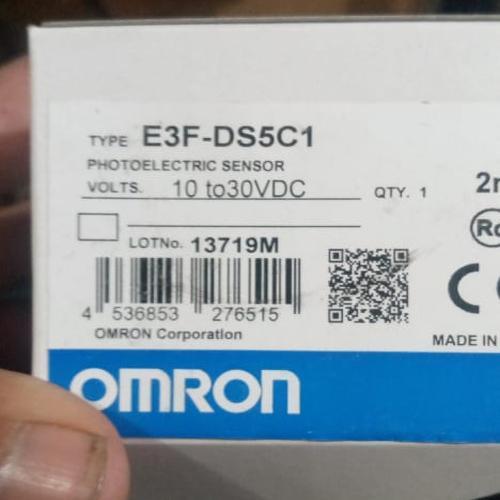 TYPE E3F-DS5C1
PHOTOELECTRIC SENSOR
VOLTS. 10 to30VDC QTY. 1
LOTNo. 13719M
4 536853 276515
OMRON Corporation
MADE IN
OMRON